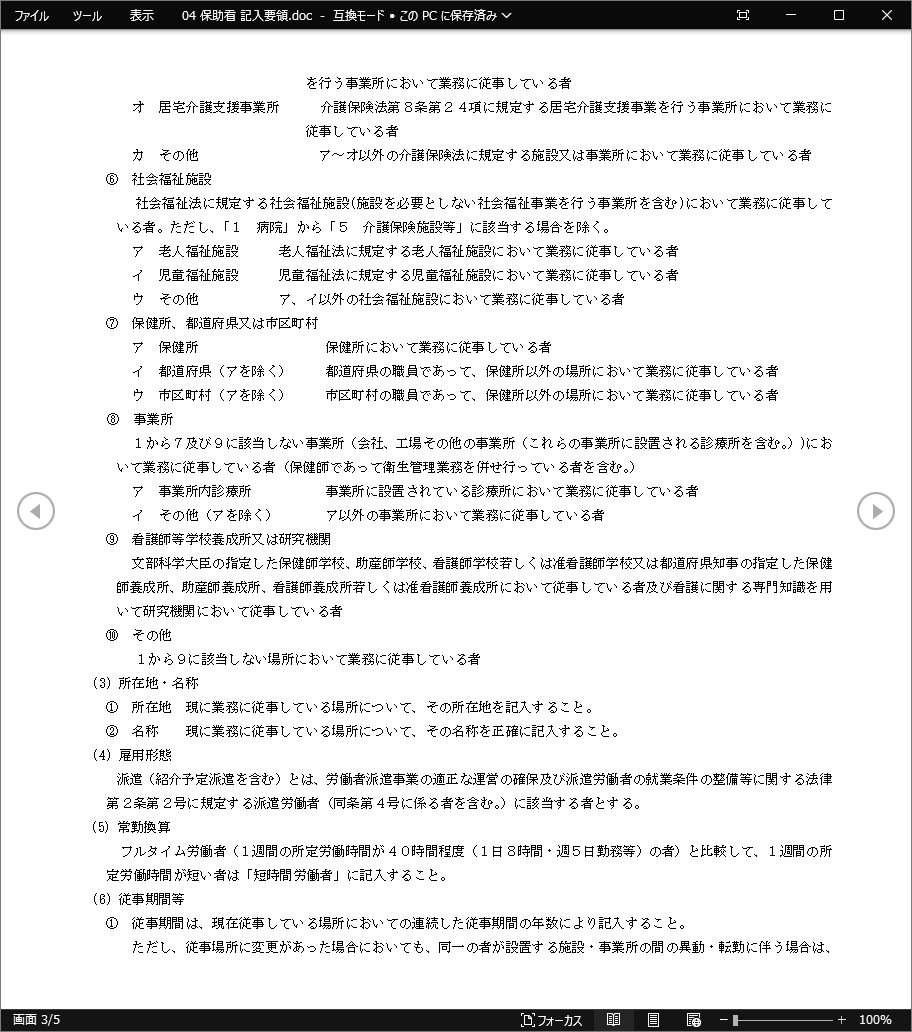 ファイル ツール 表示 04 保助看 記入要領.doc - 互換モード • この PC に保存済み
を行う事業所において業務に従事している者
オ 居宅介護支援事業所 介護保険法第８条第２４項に規定する居宅介護支援事業を行う事業所において業務に
従事している者
カ その他 ア～オ以外の介護保険法に規定する施設又は事業所において業務に従事している者
⑥ 社会福祉施設
社会福祉法に規定する社会福祉施設(施設を必要としない社会福祉事業を行う事業所を含む)において業務に従事して
いる者。ただし、「１　病院」から「５　介護保険施設等」に該当する場合を除く。
ア 老人福祉施設 老人福祉法に規定する老人福祉施設において業務に従事している者
イ 児童福祉施設 児童福祉法に規定する児童福祉施設において業務に従事している者
ウ その他 ア、イ以外の社会福祉施設において業務に従事している者
⑦ 保健所、都道府県又は市区町村
ア 保健所 保健所において業務に従事している者
イ 都道府県（アを除く） 都道府県の職員であって、保健所以外の場所において業務に従事している者
ウ 市区町村（アを除く） 市区町村の職員であって、保健所以外の場所において業務に従事している者
⑧ 事業所
１から７及び９に該当しない事業所（会社、工場その他の事業所（これらの事業所に設置される診療所を含む。）)にお
いて業務に従事している者（保健師であって衛生管理業務を併せ行っている者を含む。）
ア 事業所内診療所 事業所に設置されている診療所において業務に従事している者
イ その他（アを除く） ア以外の事業所において業務に従事している者
⑨ 看護師等学校養成所又は研究機関
文部科学大臣の指定した保健師学校、助産師学校、看護師学校若しくは准看護師学校又は都道府県知事の指定した保健
師養成所、助産師養成所、看護師養成所若しくは准看護師養成所において従事している者及び看護に関する専門知識を用
いて研究機関において従事している者
⑩ その他
１から９に該当しない場所において業務に従事している者
(3) 所在地・名称
① 所在地 現に業務に従事している場所について、その所在地を記入すること。
② 名称 現に業務に従事している場所について、その名称を正確に記入すること。
(4) 雇用形態
派遣（紹介予定派遣を含む）とは、労働者派遣事業の適正な運営の確保及び派遣労働者の就業条件の整備等に関する法律
第２条第２号に規定する派遣労働者（同条第４号に係る者を含む。）に該当する者とする。
(5) 常勤換算
フルタイム労働者（１週間の所定労働時間が４０時間程度（１日８時間・週５日勤務等）の者）と比較して、１週間の所
定労働時間が短い者は「短時間労働者」に記入すること。
(6) 従事期間等
① 従事期間は、現在従事している場所においての連続した従事期間の年数により記入すること。
ただし、従事場所に変更があった場合においても、同一の者が設置する施設・事業所の間の異動・転勤に伴う場合は、
画面 3/5 フォーカス 100%